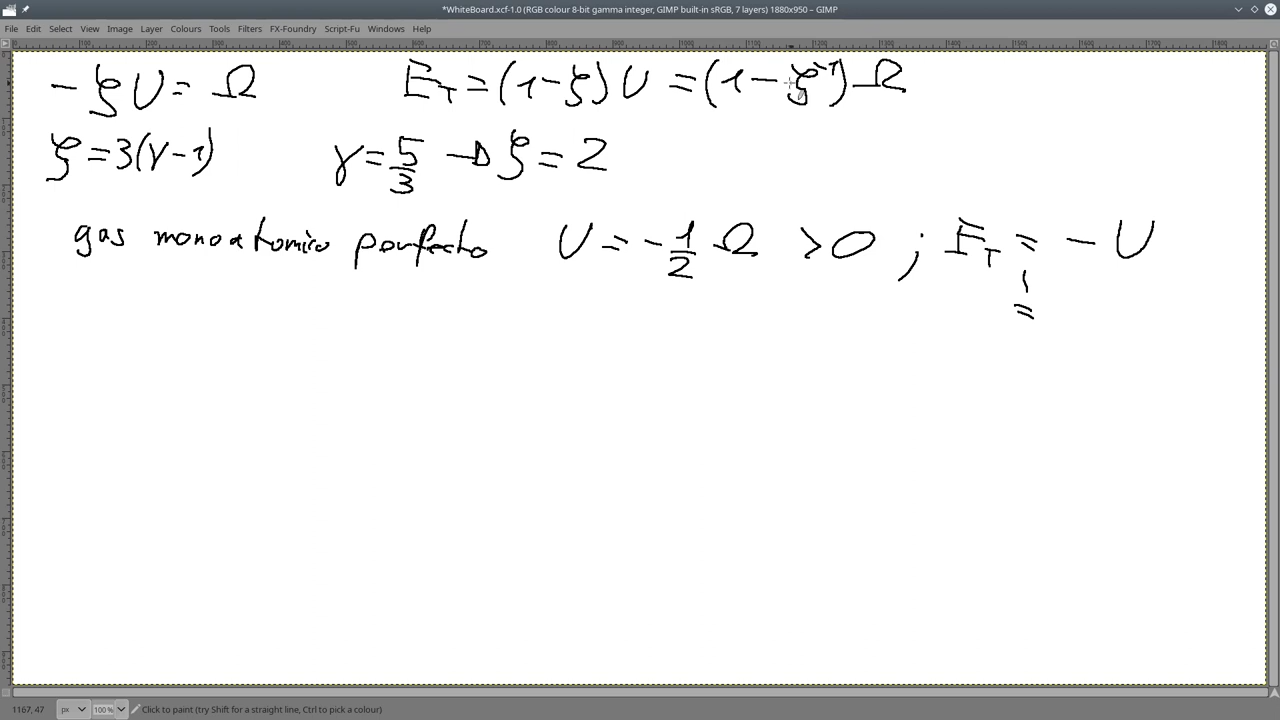 *WhiteBoard.xcf-1.0 (RGB colour 8-bit gamma integer, GIMP built-in sRGB, 7 layers) 1880x950 – GIMP
File Edit Select View Image Layer Colours Tools Filters FX-Foundry Script-Fu Windows Help
-ζU = Ω E_T = (1-ζ)U = (1-ζ⁻¹)Ω
ζ = 3(γ-1) γ = 5/3 → ζ = 2
gas monoatomico perfecto U = -1/2 Ω > 0 ; E_T = -U
=
1167, 47 px 100 % Click to paint (try Shift for a straight line, Ctrl to pick a colour)